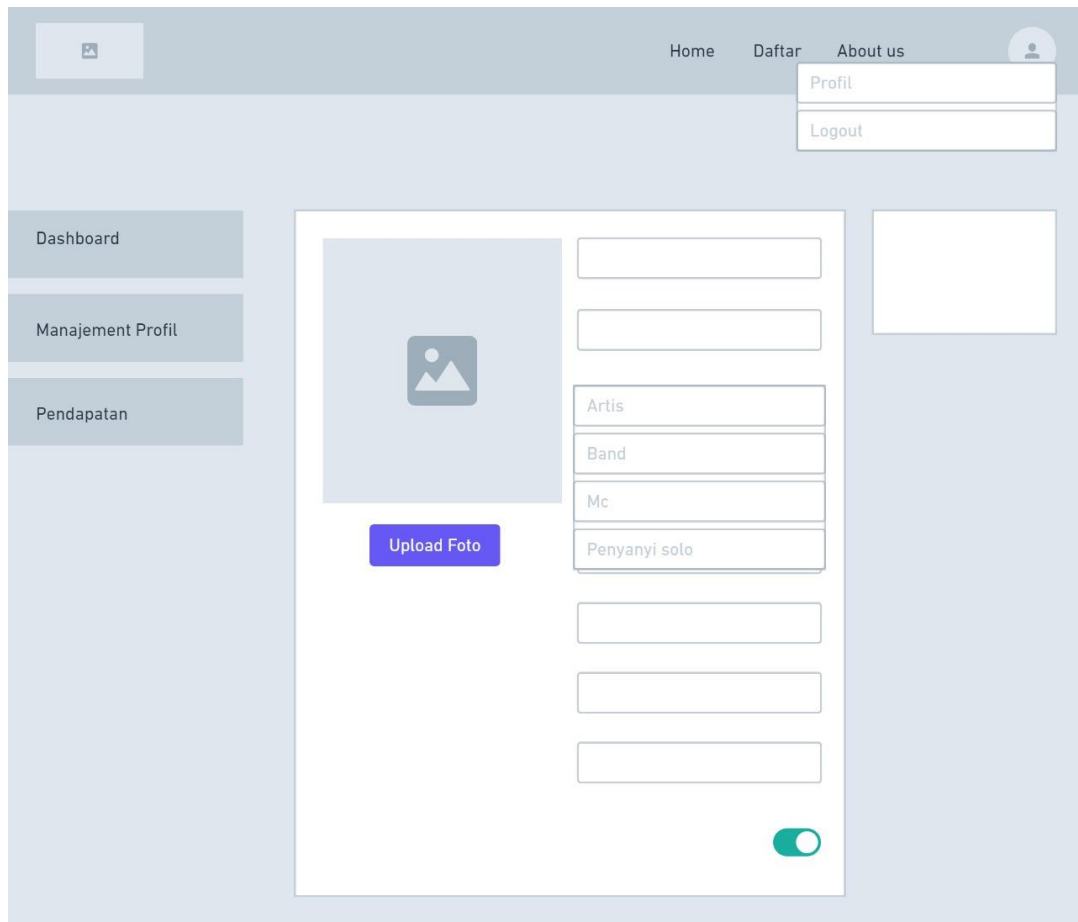 Home Daftar About us
Profil
Logout
Dashboard
Manajement Profil
Pendapatan
Artis
Band
Mc
Penyanyi solo
Upload Foto